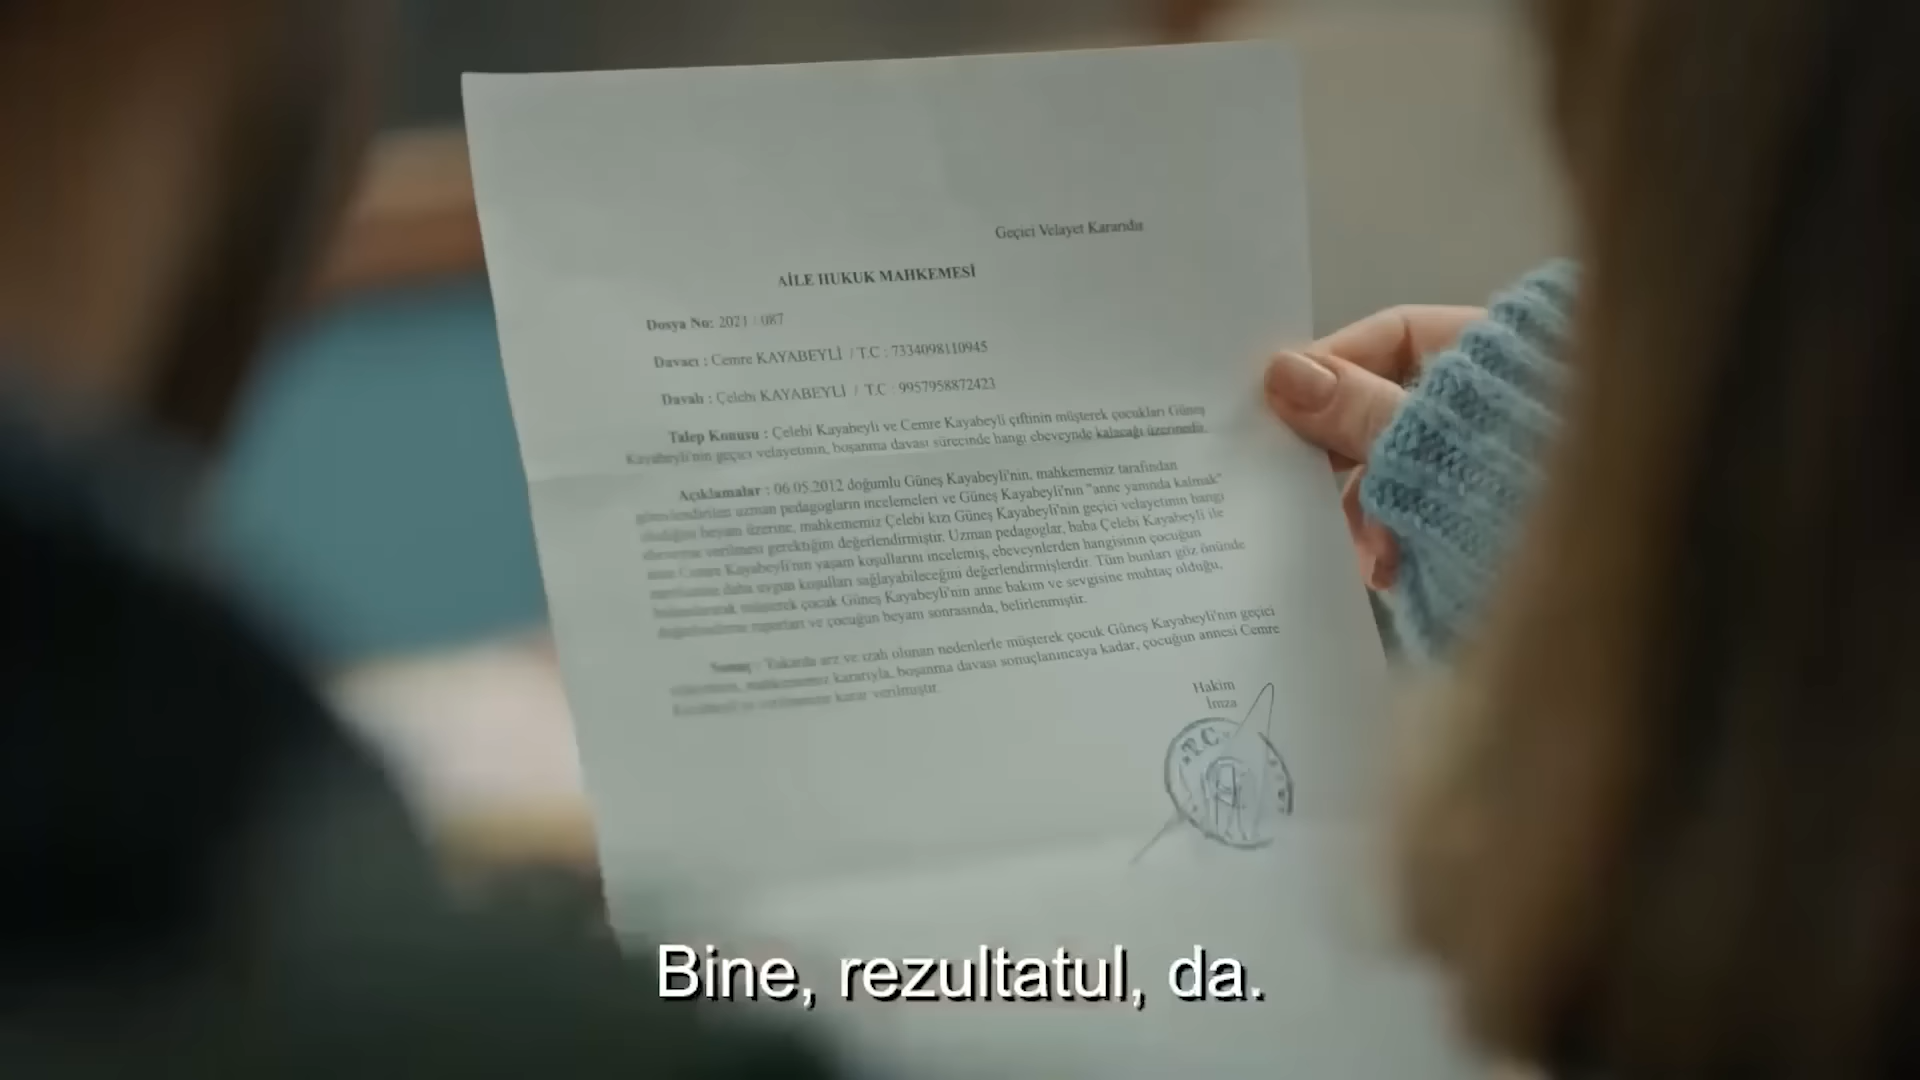 Geçici Velayet Kararıdır
AİLE HUKUK MAHKEMESİ
Dosya No: 2021 / 087
Davacı : Cemre KAYABEYLİ / T.C : 7334098110945
Davalı : Çelebi KAYABEYLİ / T.C : 9957958872423
Talep Konusu : Çelebi Kayabeyli ve Cemre Kayabeyli çiftinin müşterek çocukları Güneş
Kayabeyli'nin geçici velayetinin, boşanma davası sürecinde hangi ebeveynde kalacağı üzerinedir.
Açıklamalar : 06.05.2012 doğumlu Güneş Kayabeyli'nin, mahkememiz tarafından
görevlendirilen uzman pedagogların incelemeleri ve Güneş Kayabeyli'nin "anne yanında kalmak"
beyanı üzerine, mahkememiz Çelebi kızı Güneş Kayabeyli'nin geçici velayetinin hangi
verilmesi gerektiğini değerlendirmiştir. Uzman pedagoglar, baba Çelebi Kayabeyli ile
anne Cemre Kayabeyli'nin yaşam koşullarını incelemiş, ebeveynlerden hangisinin çocuğun
daha uygun koşulları sağlayabileceğini değerlendirmişlerdir. Tüm bunları göz önünde
müşterek çocuk Güneş Kayabeyli'nin anne bakım ve sevgisine muhtaç olduğu,
değerlendirme raporları ve çocuğun beyanı sonrasında, belirlenmiştir.
Sonuç : Yukarıda arz ve izah olunan nedenlerle müşterek çocuk Güneş Kayabeyli'nin geçici
mahkememiz kararıyla, boşanma davası sonuçlanıncaya kadar, çocuğun annesi Cemre
karar verilmiştir.
Hakim
İmza
T.C.
Bine, rezultatul, da.